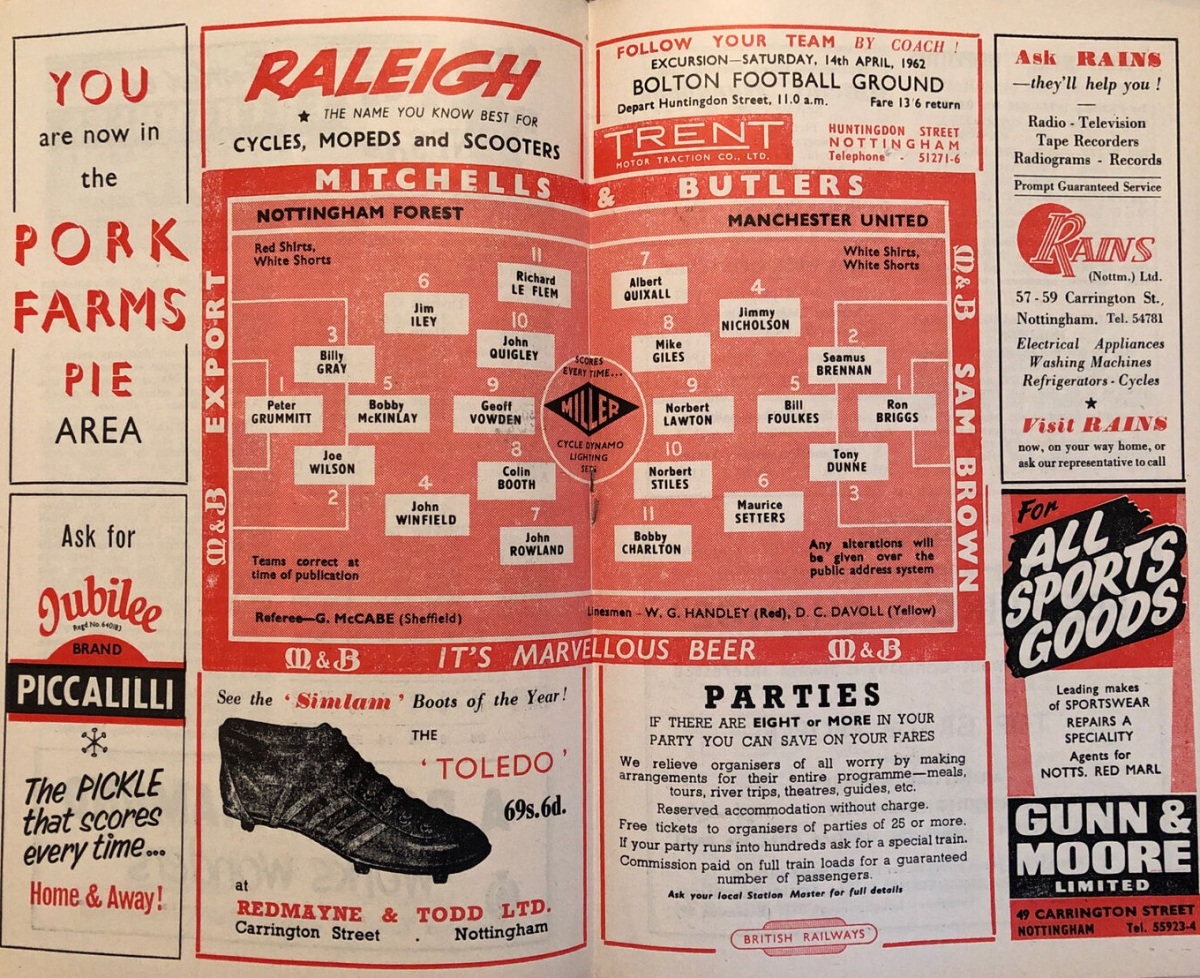 YOU
are now in
the
PORK
FARMS
PIE
AREA
Ask for
Jubilee
Regd No. 640183
BRAND
PICCALILLI
The PICKLE
that scores
every time...
Home & Away!
RALEIGH
★ THE NAME YOU KNOW BEST FOR
CYCLES, MOPEDS and SCOOTERS
FOLLOW YOUR TEAM BY COACH !
EXCURSION—SATURDAY, 14th APRIL, 1962
BOLTON FOOTBALL GROUND
Depart Huntingdon Street, 11.0 a.m. Fare 13'6 return
TRENT
MOTOR TRACTION CO., LTD.
HUNTINGDON STREET
NOTTINGHAM
Telephone - 51271-6
MITCHELLS & BUTLERS
M&B EXPORT
M&B SAM BROWN
NOTTINGHAM FOREST
Red Shirts,
White Shorts
11
Richard
LE FLEM
6
Jim
ILEY
10
John
QUIGLEY
3
Billy
GRAY
1
Peter
GRUMMITT
5
Bobby
McKINLAY
9
Geoff
VOWDEN
Joe
WILSON
2
8
Colin
BOOTH
4
John
WINFIELD
7
John
ROWLAND
Teams correct at
time of publication
SCORES
EVERY TIME...
MILLER
CYCLE DYNAMO
LIGHTING
SETS
MANCHESTER UNITED
White Shirts,
White Shorts
7
Albert
QUIXALL
4
Jimmy
NICHOLSON
8
Mike
GILES
2
Seamus
BRENNAN
9
Norbert
LAWTON
5
Bill
FOULKES
1
Ron
BRIGGS
10
Norbert
STILES
Tony
DUNNE
3
6
Maurice
SETTERS
11
Bobby
CHARLTON
Any alterations will
be given over the
public address system
Referee—G. McCABE (Sheffield)
Linesmen - W. G. HANDLEY (Red), D. C. DAVOLL (Yellow)
M&B IT'S MARVELLOUS BEER M&B
See the 'Simlam' Boots of the Year!
THE
'TOLEDO'
69s.6d.
at
REDMAYNE & TODD LTD.
Carrington Street . Nottingham
PARTIES
IF THERE ARE EIGHT or MORE IN YOUR
PARTY YOU CAN SAVE ON YOUR FARES
We relieve organisers of all worry by making
arrangements for their entire programme—meals,
tours, river trips, theatres, guides, etc.
Reserved accommodation without charge.
Free tickets to organisers of parties of 25 or more.
If your party runs into hundreds ask for a special train.
Commission paid on full train loads for a guaranteed
number of passengers.
Ask your local Station Master for full details
BRITISH RAILWAYS
Ask RAINS
—they'll help you !
Radio - Television
Tape Recorders
Radiograms - Records
Prompt Guaranteed Service
RAINS
(Nottm.) Ltd.
57-59 Carrington St.,
Nottingham. Tel. 54781
Electrical Appliances
Washing Machines
Refrigerators - Cycles
★
Visit RAINS
now, on your way home, or
ask our representative to call
For
ALL
SPORTS
GOODS
Leading makes
of SPORTSWEAR
REPAIRS A
SPECIALITY
Agents for
NOTTS. RED MARL
GUNN &
MOORE
LIMITED
49 CARRINGTON STREET
NOTTINGHAM Tel. 55923-4